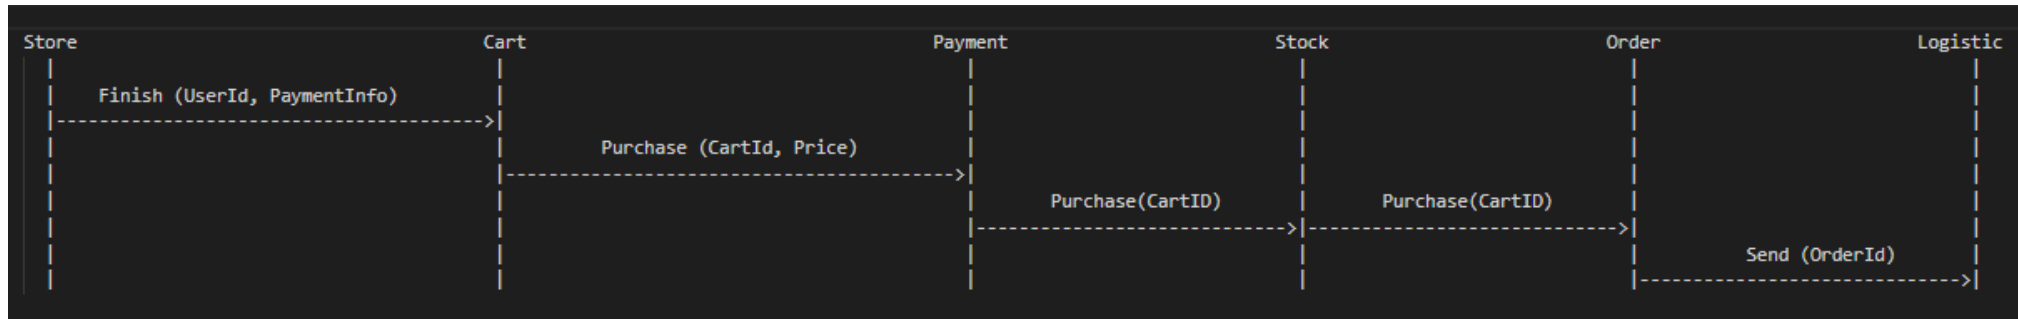 Store Cart Payment Stock Order Logistic
Finish (UserId, PaymentInfo)
Purchase (CartId, Price)
Purchase(CartID) Purchase(CartID)
Send (OrderId)